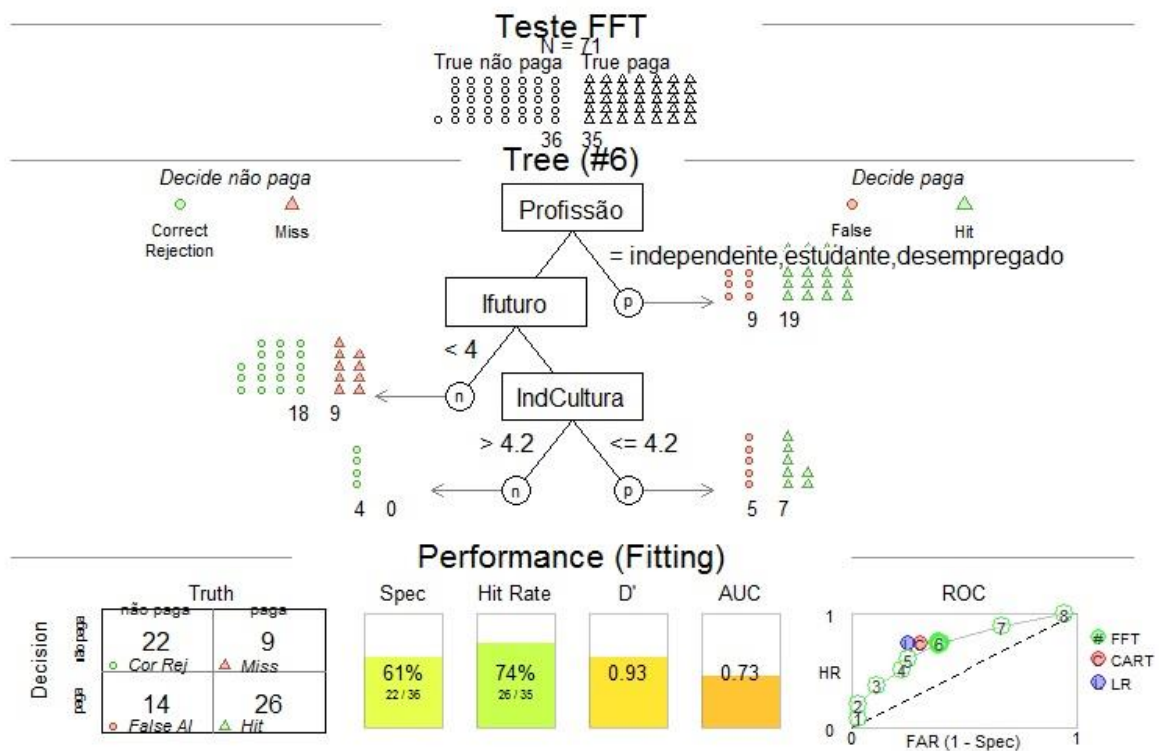 Teste FFT
N = 71
True não paga True paga
36 35
Tree (#6)
Decide não paga
Decide paga
Correct Rejection
Miss
False
Hit
Profissão
= independente,estudante,desempregado
p
9 19
Ifuturo
< 4
n
18 9
IndCultura
> 4.2
<= 4.2
n
p
4 0
5 7
Performance (Fitting)
Truth
não paga paga
Decision
não paga
paga
22
Cor Rej
9
Miss
14
False Al
26
Hit
Spec
61%
22 / 36
Hit Rate
74%
26 / 35
D'
0.93
AUC
0.73
ROC
1
HR
0
0
1
FAR (1 - Spec)
1
2
3
4
5
6
7
8
L
C
# FFT
C CART
L LR